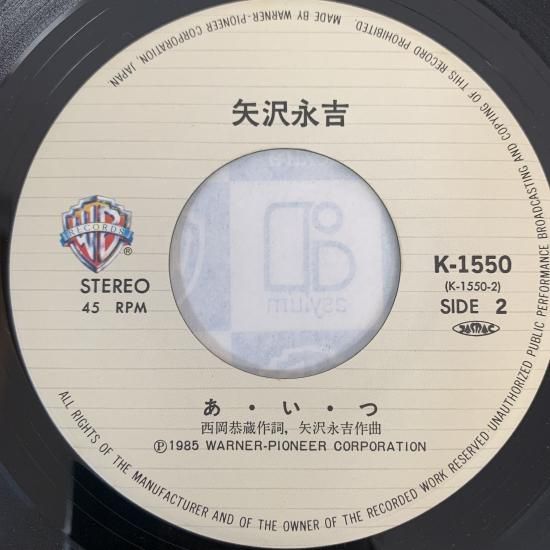 MADE BY WARNER-PIONEER CORPORATION, JAPAN.
矢沢永吉
WB
RECORDS
®
STEREO
45 RPM
K-1550
(K-1550-2)
SIDE 2
JASRAC
asylum
あ・い・つ
西岡恭蔵作詞, 矢沢永吉作曲
Ⓟ1985 WARNER-PIONEER CORPORATION
ALL RIGHTS OF THE MANUFACTURER AND OF THE OWNER OF THE RECORDED WORK RESERVED UNAUTHORIZED PUBLIC PERFORMANCE BROADCASTING AND COPYING OF THIS RECORD PROHIBITED.